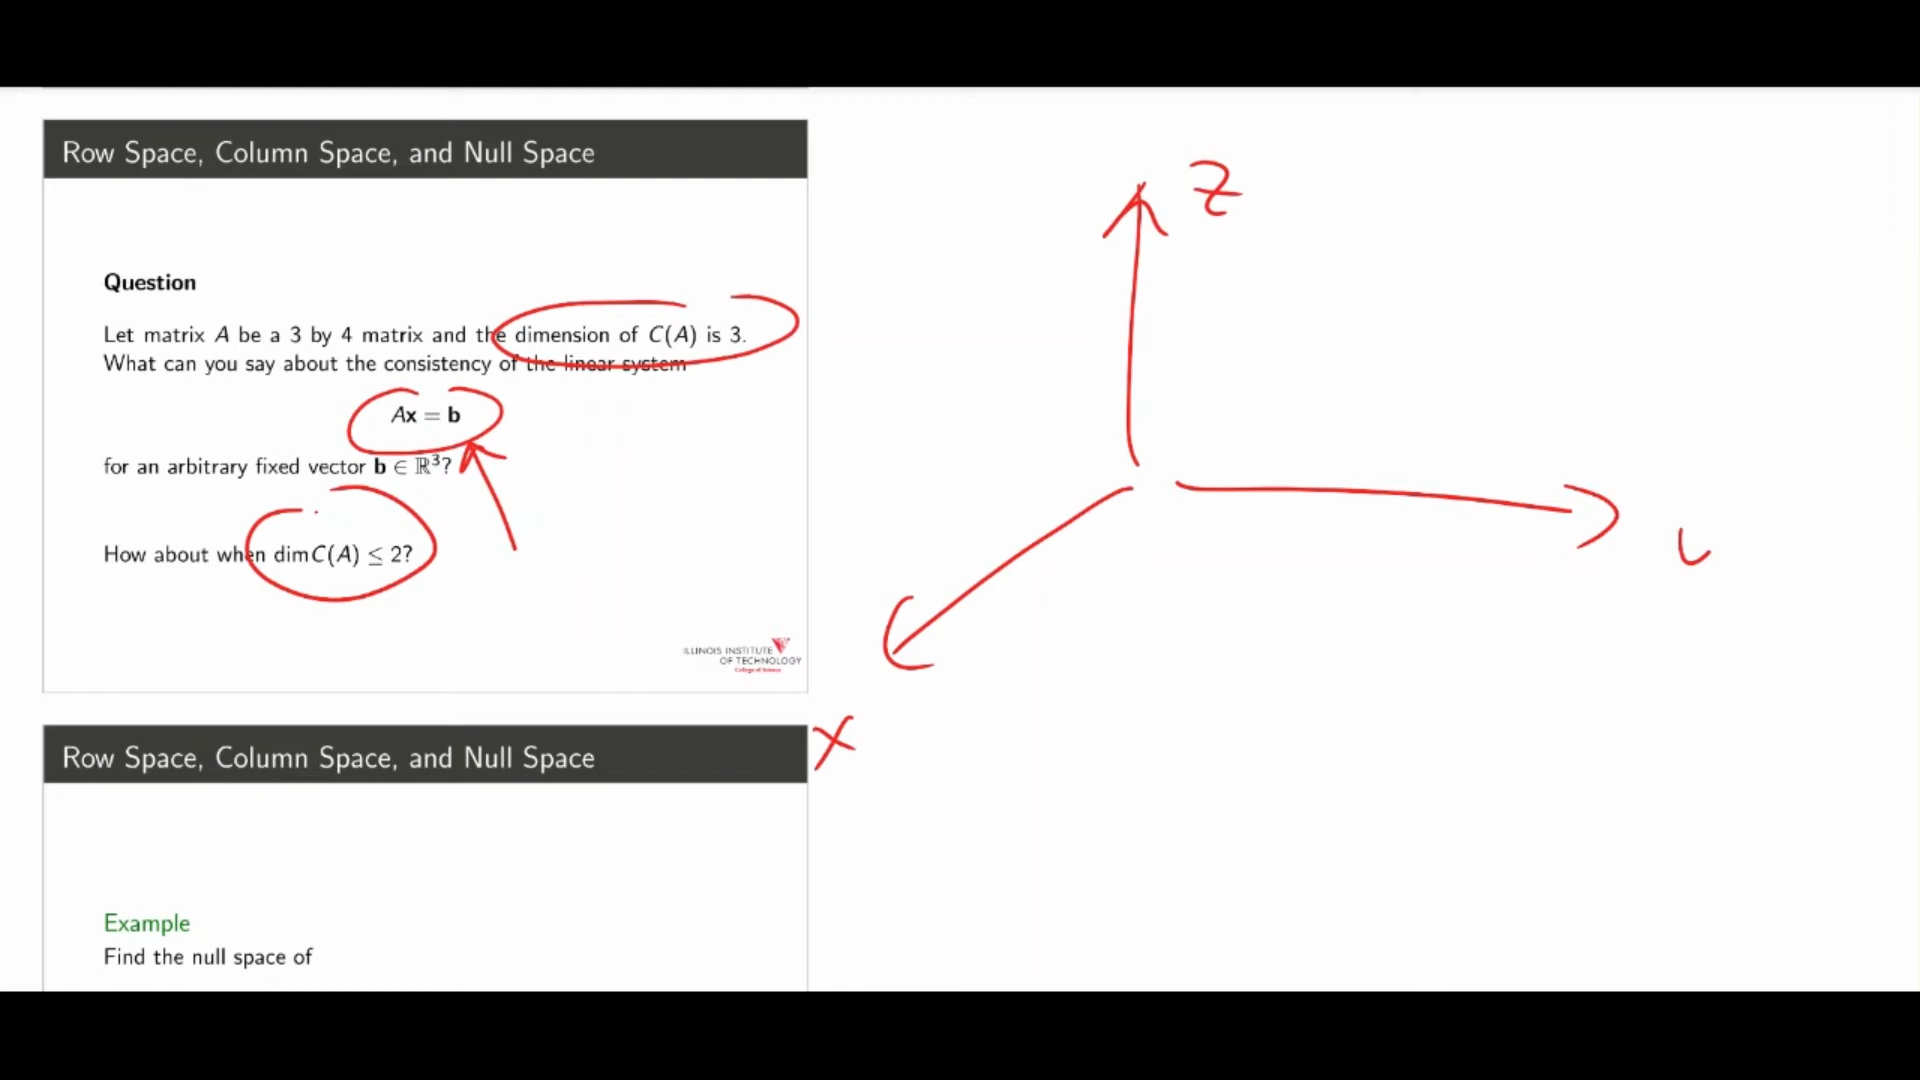 Row Space, Column Space, and Null Space
Question
Let matrix A be a 3 by 4 matrix and the dimension of C(A) is 3.
What can you say about the consistency of the linear system
Ax = b
for an arbitrary fixed vector b ∈ ℝ³?
How about when dim C(A) ≤ 2?
ILLINOIS INSTITUTE
OF TECHNOLOGY
College of Science
Row Space, Column Space, and Null Space
Example
Find the null space of
z
x